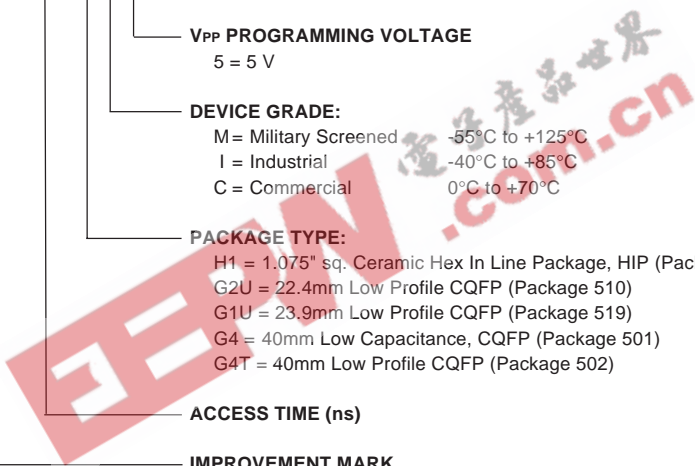 VPP PROGRAMMING VOLTAGE
5 = 5 V
DEVICE GRADE:
M = Military Screened -55°C to +125°C
I = Industrial -40°C to +85°C
C = Commercial 0°C to +70°C
PACKAGE TYPE:
H1 = 1.075" sq. Ceramic Hex In Line Package, HIP (Pac
G2U = 22.4mm Low Profile CQFP (Package 510)
G1U = 23.9mm Low Profile CQFP (Package 519)
G4 = 40mm Low Capacitance, CQFP (Package 501)
G4T = 40mm Low Profile CQFP (Package 502)
ACCESS TIME (ns)
IMPROVEMENT MARK
EEPW.com.cn
电子产品世界